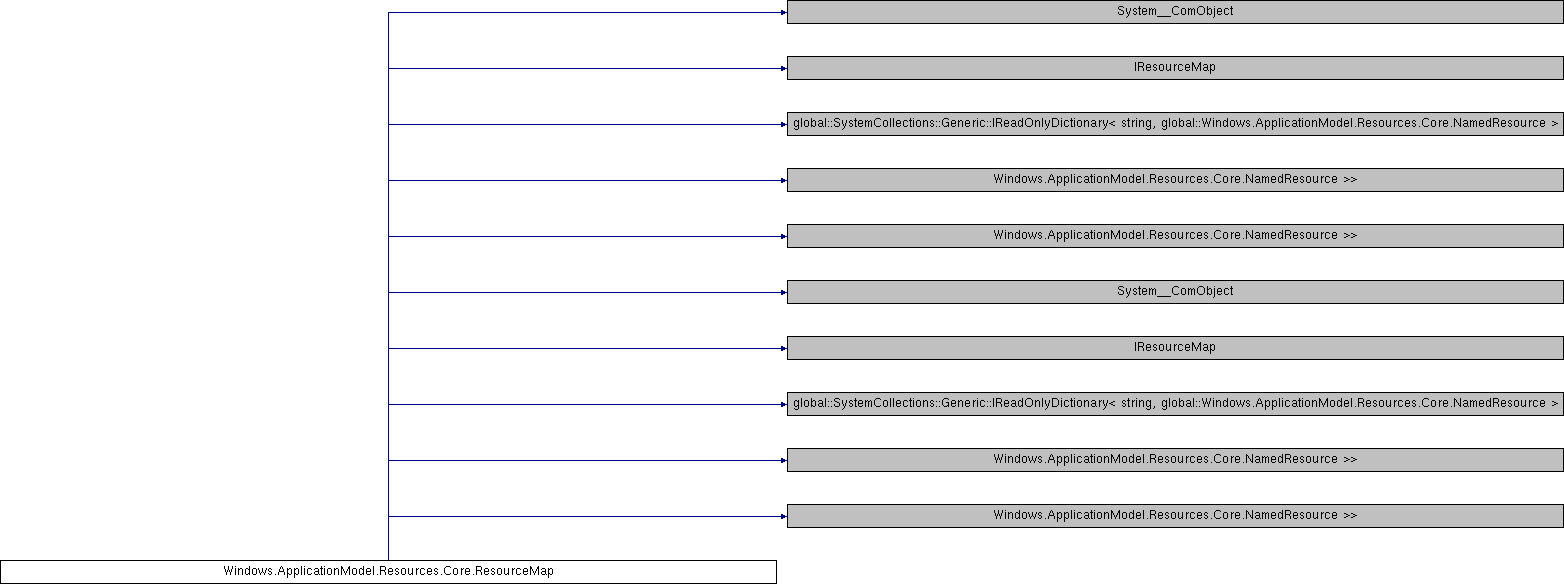 System__ComObject
IResourceMap
global::SystemCollections::Generic::IReadOnlyDictionary< string, global::Windows.ApplicationModel.Resources.Core.NamedResource >
Windows.ApplicationModel.Resources.Core.NamedResource >>
Windows.ApplicationModel.Resources.Core.NamedResource >>
System__ComObject
IResourceMap
global::SystemCollections::Generic::IReadOnlyDictionary< string, global::Windows.ApplicationModel.Resources.Core.NamedResource >
Windows.ApplicationModel.Resources.Core.NamedResource >>
Windows.ApplicationModel.Resources.Core.NamedResource >>
Windows.ApplicationModel.Resources.Core.ResourceMap